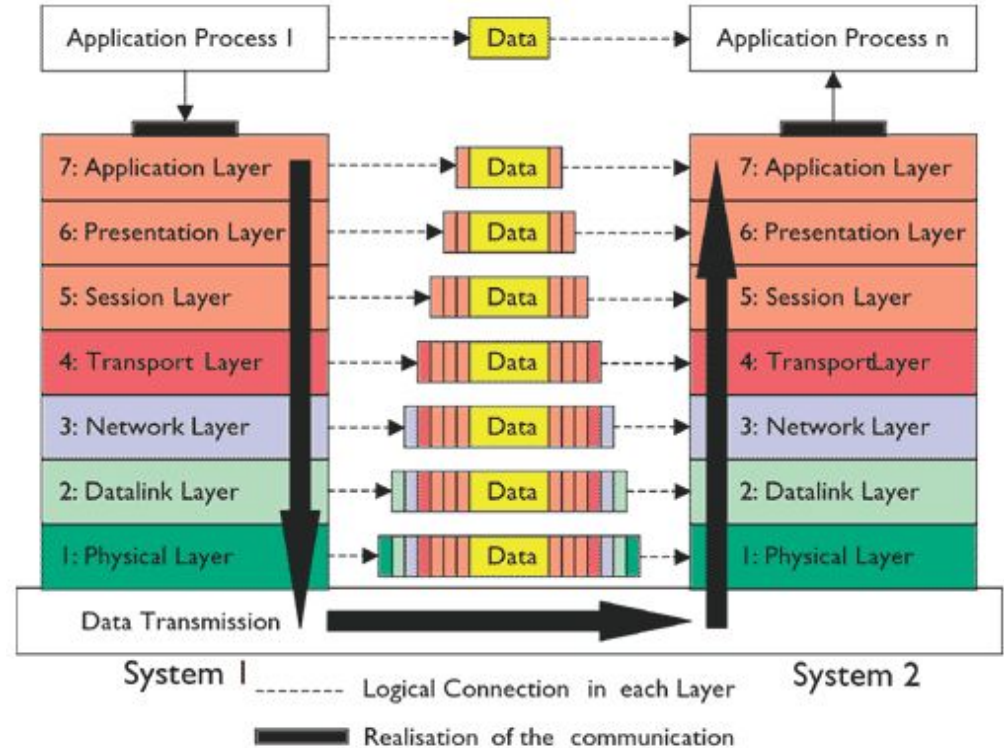 Application Process 1 Data Application Process n
7: Application Layer Data 7: Application Layer
6: Presentation Layer Data 6: Presentation Layer
5: Session Layer Data 5: Session Layer
4: Transport Layer Data 4: TransportLayer
3: Network Layer Data 3: Network Layer
2: Datalink Layer Data 2: Datalink Layer
1: Physical Layer Data 1: Physical Layer
Data Transmission
System 1 System 2
Logical Connection in each Layer
Realisation of the communication